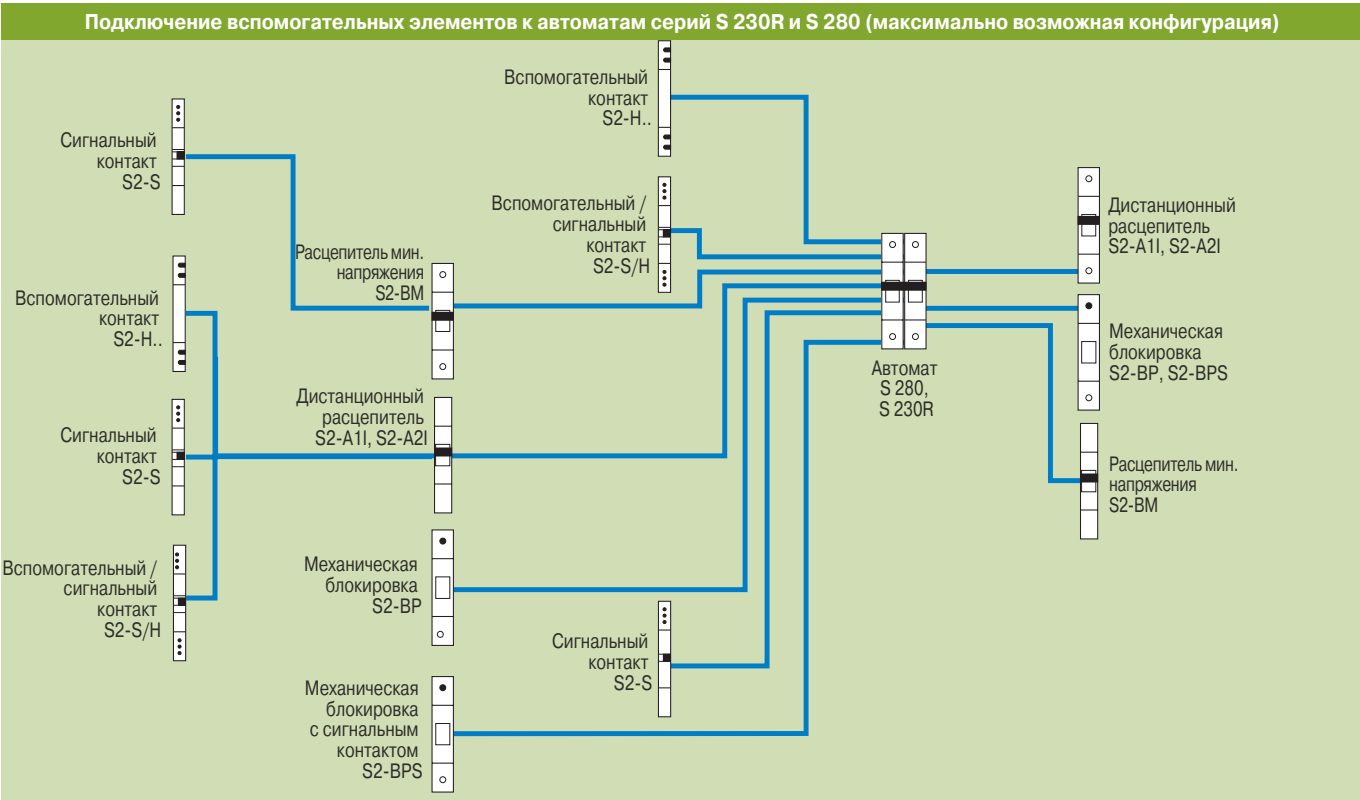 Подключение вспомогательных элементов к автоматам серий S 230R и S 280 (максимально возможная конфигурация)
Сигнальный
контакт
S2-S
Вспомогательный
контакт
S2-H..
Сигнальный
контакт
S2-S
Вспомогательный /
сигнальный
контакт
S2-S/H
Расцепитель мин.
напряжения
S2-BM
Дистанционный
расцепитель
S2-A1I, S2-A2I
Механическая
блокировка
S2-BP
Механическая
блокировка
с сигнальным
контактом
S2-BPS
Вспомогательный
контакт
S2-H..
Вспомогательный /
сигнальный
контакт
S2-S/H
Сигнальный
контакт
S2-S
Автомат
S 280,
S 230R
Дистанционный
расцепитель
S2-A1I, S2-A2I
Механическая
блокировка
S2-BP, S2-BPS
Расцепитель мин.
напряжения
S2-BM